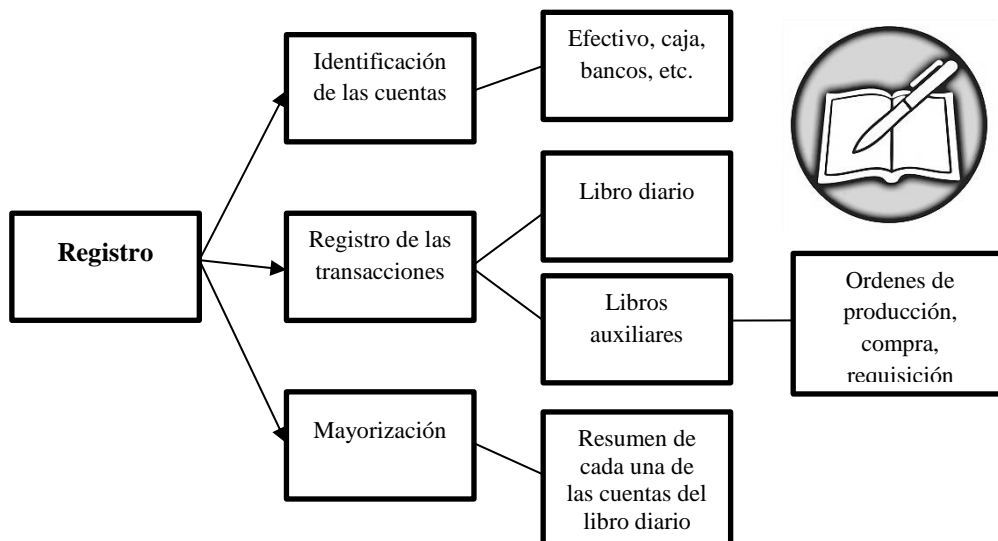 Registro
Identificación
de las cuentas
Efectivo, caja,
bancos, etc.
Registro de las
transacciones
Libro diario
Libros
auxiliares
Ordenes de
producción,
compra,
requisición
Mayorización
Resumen de
cada una de
las cuentas del
libro diario